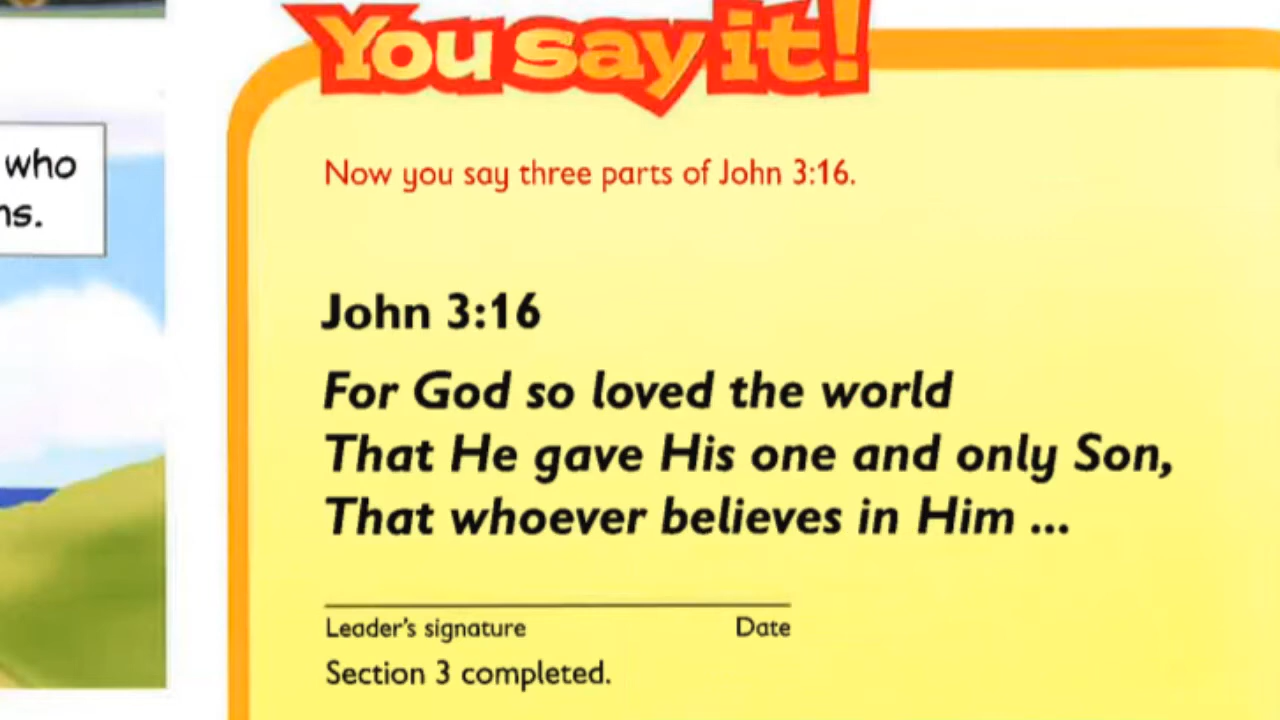 You say it!
who
ns.
Now you say three parts of John 3:16.
John 3:16
For God so loved the world
That He gave His one and only Son,
That whoever believes in Him ...
Leader's signature Date
Section 3 completed.